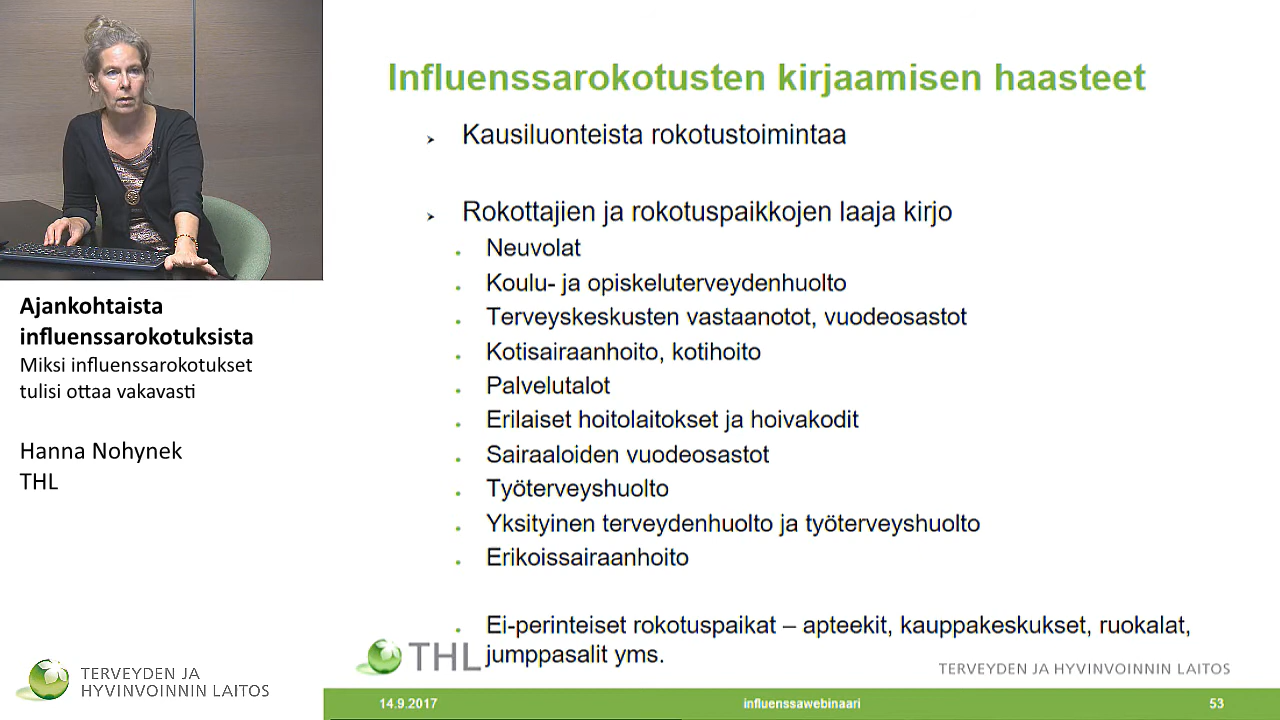 Influenssarokotusten kirjaamisen haasteet
Kausiluonteista rokotustoimintaa
Rokottajien ja rokotuspaikkojen laaja kirjo
Neuvolat
Koulu- ja opiskeluterveydenhuolto
Terveyskeskusten vastaanotot, vuodeosastot
Kotisairaanhoito, kotihoito
Palvelutalot
Erilaiset hoitolaitokset ja hoivakodit
Sairaaloiden vuodeosastot
Työterveyshuolto
Yksityinen terveydenhuolto ja työterveyshuolto
Erikoissairaanhoito
Ei-perinteiset rokotuspaikat – apteekit, kauppakeskukset, ruokalat,
jumppasalit yms.
THL
TERVEYDEN JA HYVINVOINNIN LAITOS
14.9.2017
influenssawebinaari
53
Ajankohtaista
influenssarokotuksista
Miksi influenssarokotukset
tulisi ottaa vakavasti
Hanna Nohynek
THL
TERVEYDEN JA
HYVINVOINNIN LAITOS